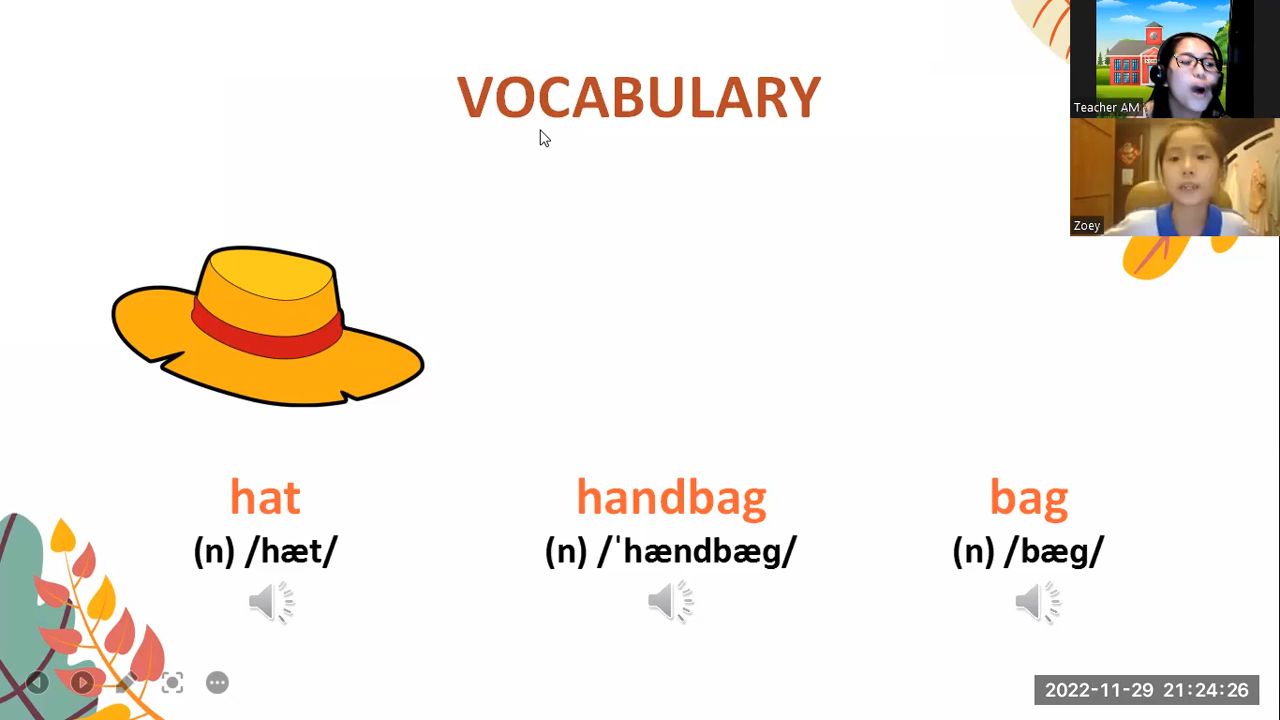 VOCABULARY
Teacher AM
Zoey
hat
(n) /hæt/
handbag
(n) /ˈhændbæg/
bag
(n) /bæg/
2022-11-29 21:24:26